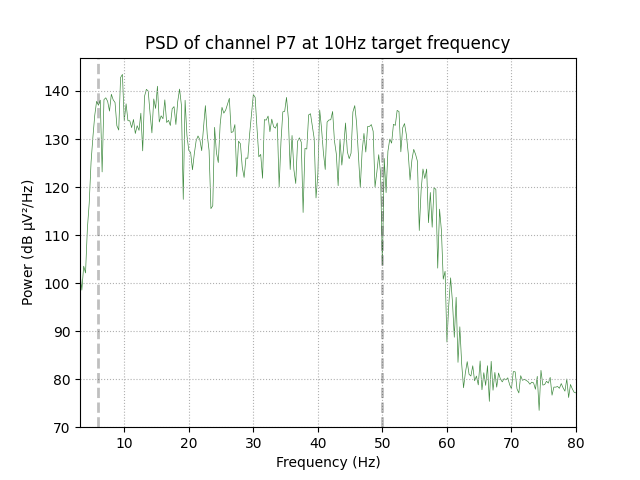 PSD of channel P7 at 10Hz target frequency
Power (dB µV²/Hz)
140
130
120
110
100
90
80
70
10 20 30 40 50 60 70 80
Frequency (Hz)